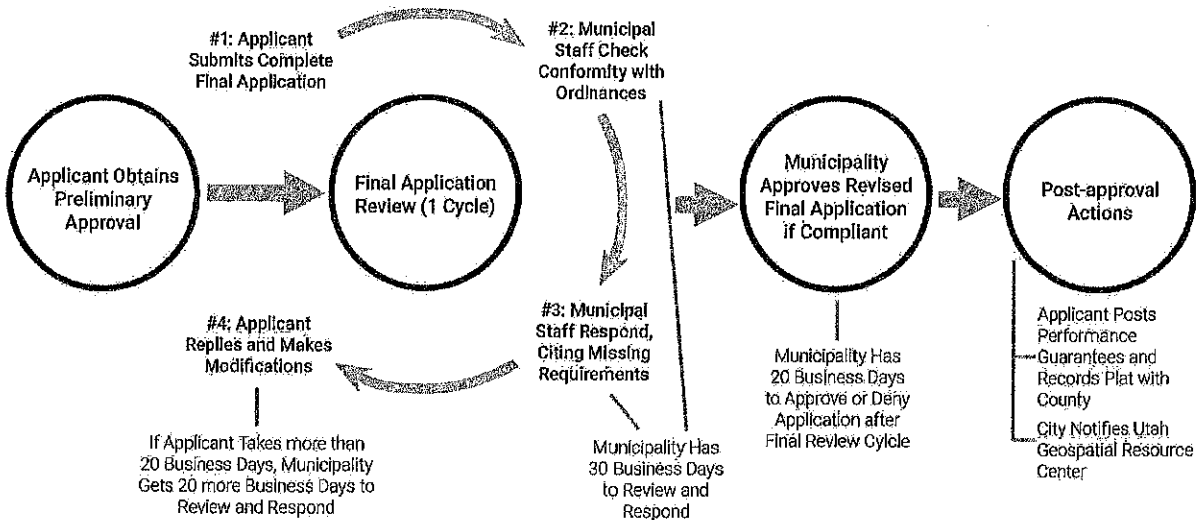 #1: Applicant
Submits Complete
Final Application
#2: Municipal
Staff Check
Conformity with
Ordinances
Applicant Obtains
Preliminary
Approval
Final Application
Review (1 Cycle)
Municipality
Approves Revised
Final Application
if Compliant
Post-approval
Actions
#4: Applicant
Replies and Makes
Modifications
#3: Municipal
Staff Respond,
Citing Missing
Requirements
If Applicant Takes more than
20 Business Days, Municipality
Gets 20 more Business Days to
Review and Respond
Municipality Has
30 Business Days
to Review and
Respond
Municipality Has
20 Business Days
to Approve or Deny
Application after
Final Review Cylcle
Applicant Posts
Performance
Guarantees and
Records Plat with
County
City Notifies Utah
Geospatial Resource
Center